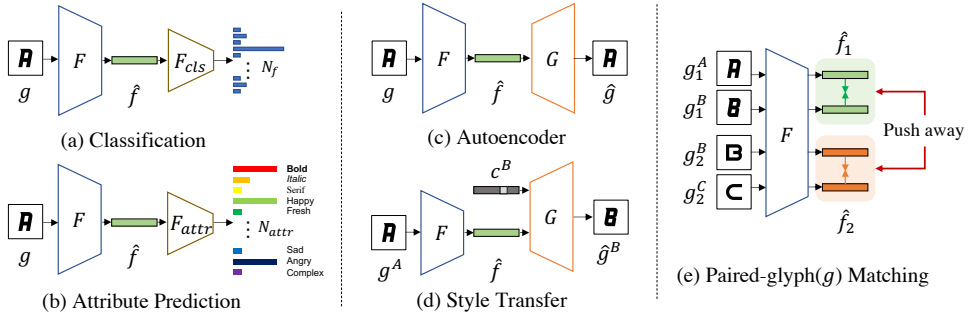 A
g
F
f̂
F_cls
⋮ N_f
(a) Classification
A
g
F
f̂
F_attr
Bold
Italic
Serif
Happy
Fresh
⋮ N_attr
Sad
Angry
Complex
(b) Attribute Prediction
A
g
F
f̂
G
A
ĝ
(c) Autoencoder
c^B
A
g^A
F
f̂
G
B
ĝ^B
(d) Style Transfer
f̂_1
g_1^A A
g_1^B B
g_2^B B
g_2^C C
F
Push away
f̂_2
(e) Paired-glyph(g) Matching